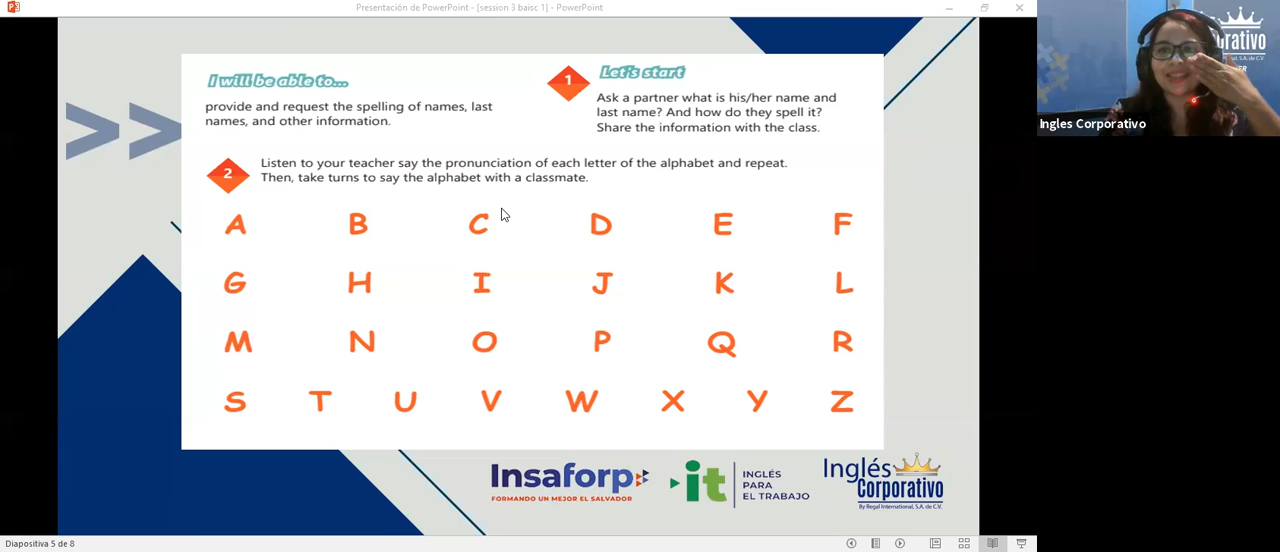 Presentación de PowerPoint - [session 3 baisc 1] - PowerPoint
I will be able to...
provide and request the spelling of names, last
names, and other information.
1
Let's start
Ask a partner what is his/her name and
last name? And how do they spell it?
Share the information with the class.
2
Listen to your teacher say the pronunciation of each letter of the alphabet and repeat.
Then, take turns to say the alphabet with a classmate.
A B C D E F
G H I J K L
M N O P Q R
S T U V W X Y Z
Insaforp
FORMANDO UN MEJOR EL SALVADOR
it
INGLÉS
PARA
EL TRABAJO
Inglés
Corporativo
By Regal International, S.A. de C.V.
Diapositiva 5 de 8
Ingles Corporativo